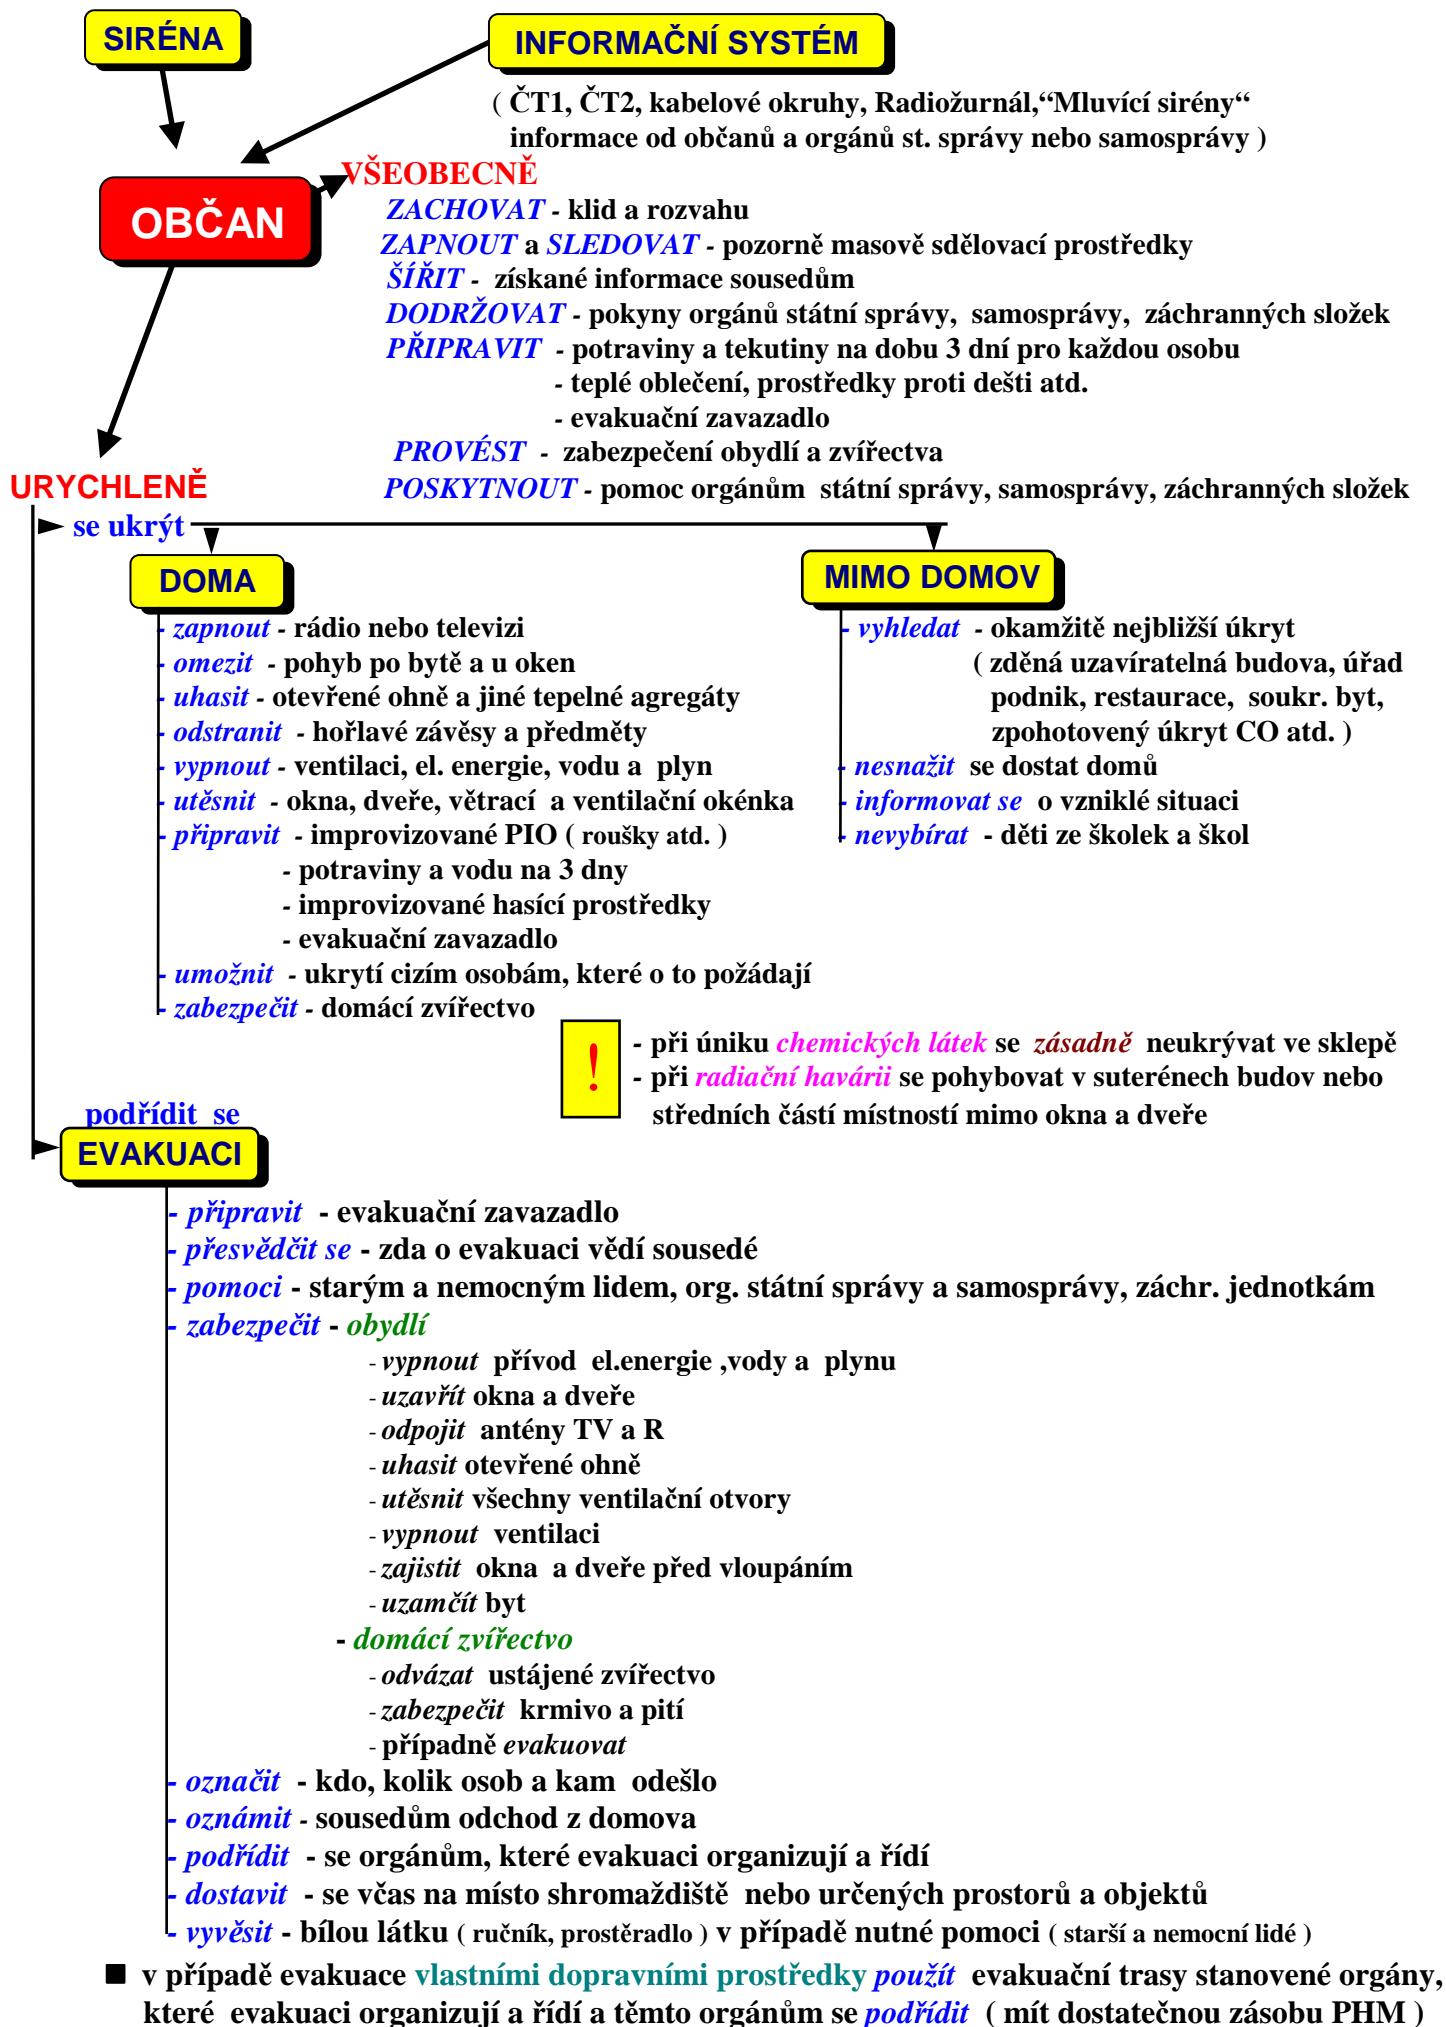 SIRÉNA
INFORMAČNÍ SYSTÉM
( ČT1, ČT2, kabelové okruhy, Radiožurnál,“Mluvící sirény“
informace od občanů a orgánů st. správy nebo samosprávy )
OBČAN
VŠEOBECNĚ
ZACHOVAT - klid a rozvahu
ZAPNOUT a SLEDOVAT - pozorně masově sdělovací prostředky
ŠÍŘIT - získané informace sousedům
DODRŽOVAT - pokyny orgánů státní správy, samosprávy, záchranných složek
PŘIPRAVIT - potraviny a tekutiny na dobu 3 dní pro každou osobu
- teplé oblečení, prostředky proti dešti atd.
- evakuační zavazadlo
PROVÉST - zabezpečení obydlí a zvířectva
POSKYTNOUT - pomoc orgánům státní správy, samosprávy, záchranných složek
URYCHLENĚ
se ukrýt
DOMA
- zapnout - rádio nebo televizi
- omezit - pohyb po bytě a u oken
- uhasit - otevřené ohně a jiné tepelné agregáty
- odstranit - hořlavé závěsy a předměty
- vypnout - ventilaci, el. energie, vodu a plyn
- utěsnit - okna, dveře, větrací a ventilační okénka
- připravit - improvizované PIO ( roušky atd. )
- potraviny a vodu na 3 dny
- improvizované hasící prostředky
- evakuační zavazadlo
- umožnit - ukrytí cizím osobám, které o to požádají
- zabezpečit - domácí zvířectvo
MIMO DOMOV
- vyhledat - okamžitě nejbližší úkryt
( zděná uzavíratelná budova, úřad
podnik, restaurace, soukr. byt,
zpohotovený úkryt CO atd. )
- nesnažit se dostat domů
- informovat se o vzniklé situaci
- nevybírat - děti ze školek a škol
!
- při úniku chemických látek se zásadně neukrývat ve sklepě
- při radiační havárii se pohybovat v suterénech budov nebo
středních částí místností mimo okna a dveře
podřídit se
EVAKUACI
- připravit - evakuační zavazadlo
- přesvědčit se - zda o evakuaci vědí sousedé
- pomoci - starým a nemocným lidem, org. státní správy a samosprávy, záchr. jednotkám
- zabezpečit - obydlí
- vypnout přívod el.energie ,vody a plynu
- uzavřít okna a dveře
- odpojit antény TV a R
- uhasit otevřené ohně
- utěsnit všechny ventilační otvory
- vypnout ventilaci
- zajistit okna a dveře před vloupáním
- uzamčít byt
- domácí zvířectvo
- odvázat ustájené zvířectvo
- zabezpečit krmivo a pití
- případně evakuovat
- označit - kdo, kolik osob a kam odešlo
- oznámit - sousedům odchod z domova
- podřídit - se orgánům, které evakuaci organizují a řídí
- dostavit - se včas na místo shromaždiště nebo určených prostorů a objektů
- vyvěsit - bílou látku ( ručník, prostěradlo ) v případě nutné pomoci ( starší a nemocní lidé )
■ v případě evakuace vlastními dopravními prostředky použít evakuační trasy stanovené orgány,
které evakuaci organizují a řídí a těmto orgánům se podřídit ( mít dostatečnou zásobu PHM )